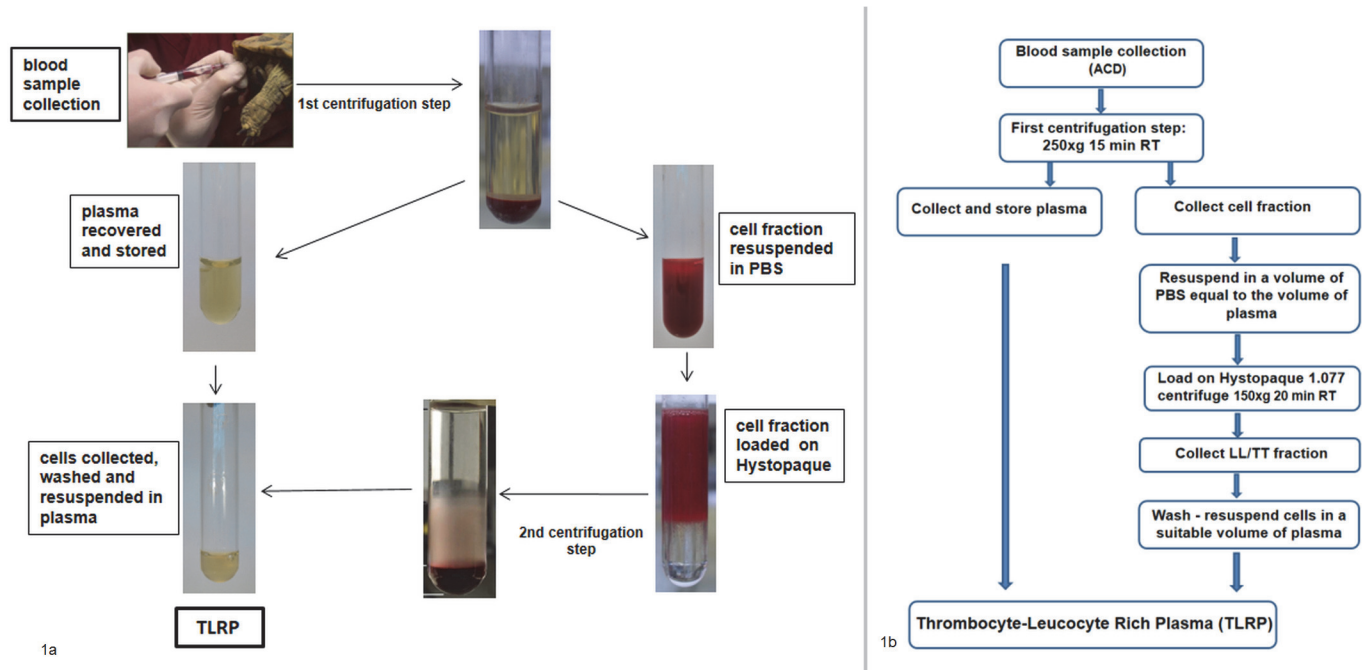 blood
sample
collection
1st centrifugation step
plasma
recovered
and stored
cell fraction
resuspended
in PBS
cells collected,
washed and
resuspended in
plasma
2nd centrifugation
step
cell fraction
loaded on
Hystopaque
TLRP
1a
Blood sample collection
(ACD)
First centrifugation step:
250xg 15 min RT
Collect and store plasma
Collect cell fraction
Resuspend in a volume of
PBS equal to the volume of
plasma
Load on Hystopaque 1.077
centrifuge 150xg 20 min RT
Collect LL/TT fraction
Wash - resuspend cells in a
suitable volume of plasma
Thrombocyte-Leucocyte Rich Plasma (TLRP)
1b